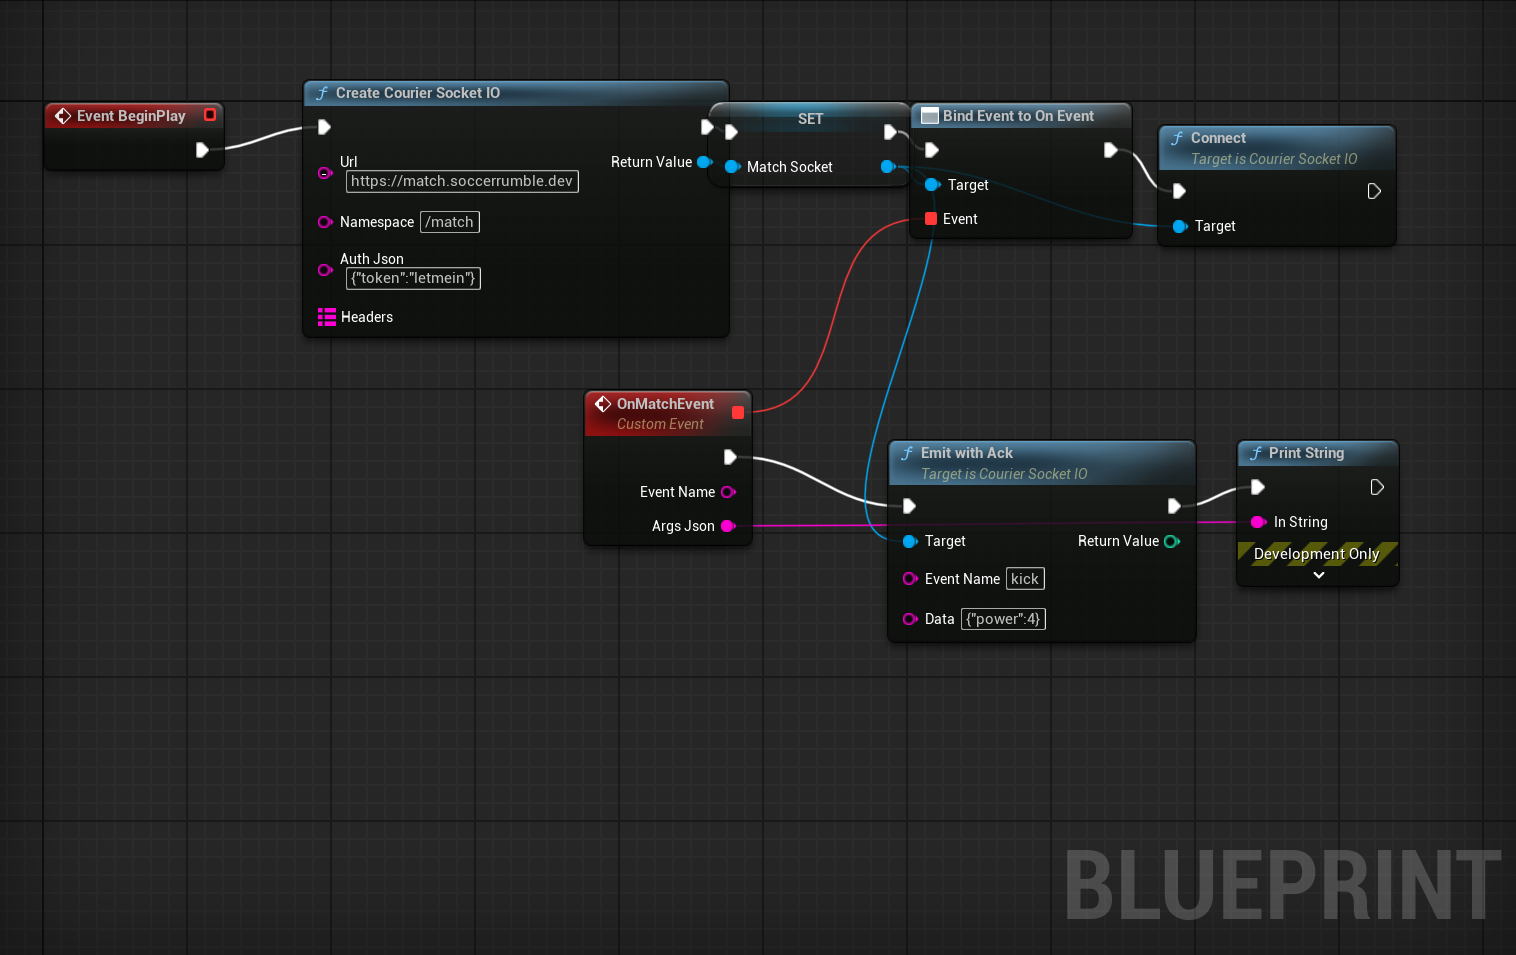 Event BeginPlay
Create Courier Socket IO
Url
https://match.soccerrumble.dev
Namespace /match
Auth Json
{"token":"letmein"}
Headers
Return Value
SET
Match Socket
Bind Event to On Event
Target
Event
Connect
Target is Courier Socket IO
Target
OnMatchEvent
Custom Event
Event Name
Args Json
Emit with Ack
Target is Courier Socket IO
Target
Return Value
Event Name kick
Data {"power":4}
Print String
In String
Development Only
BLUEPRINT